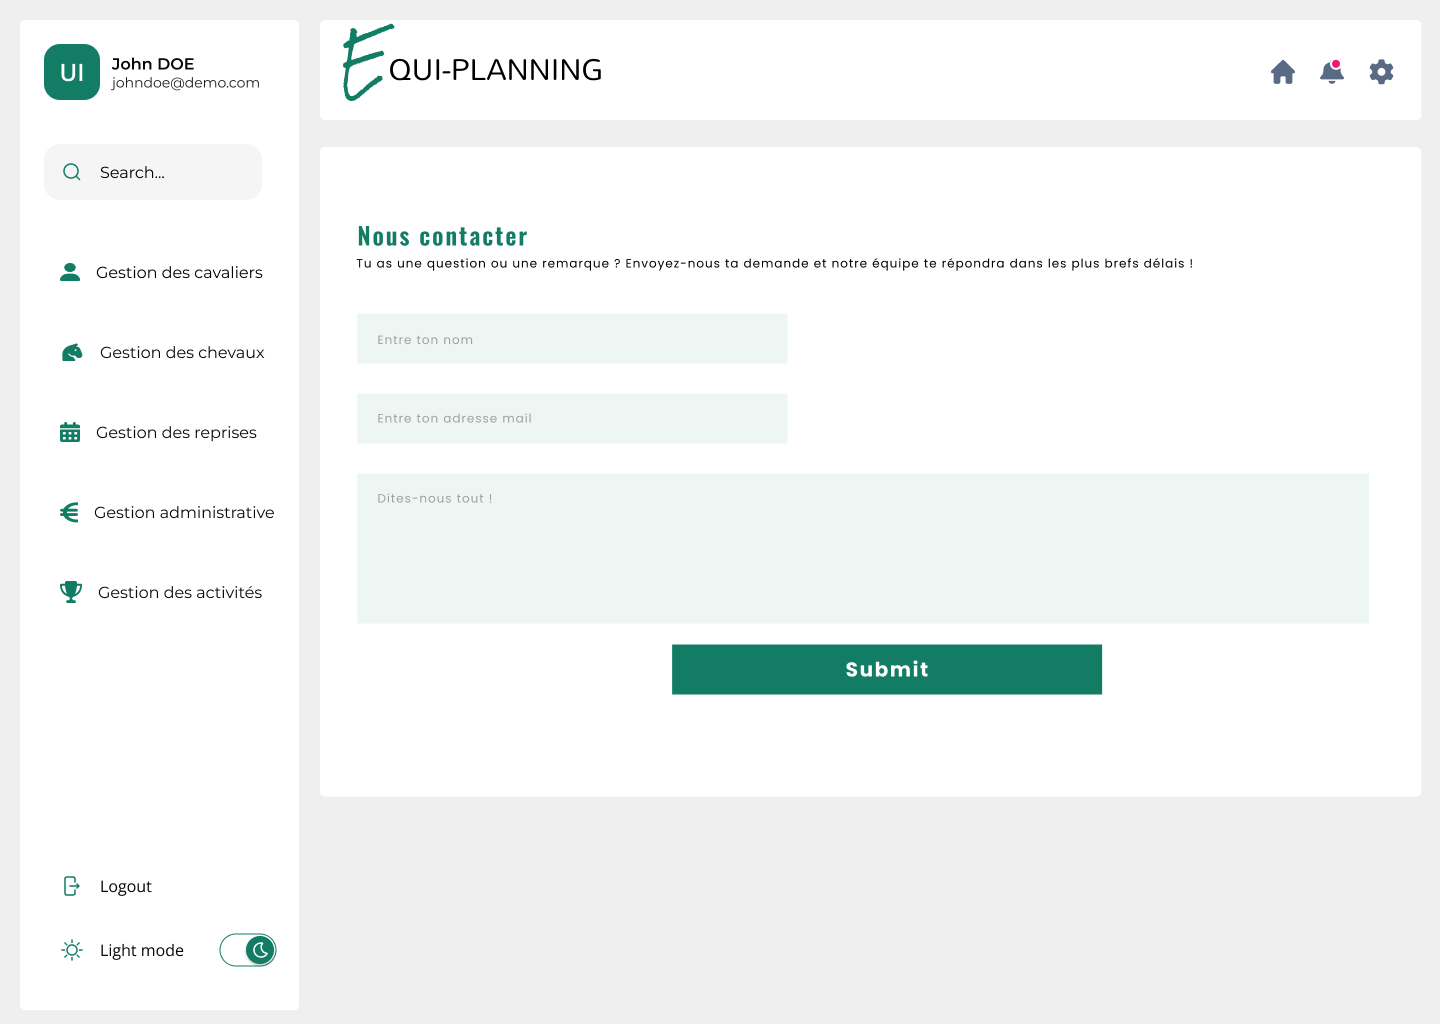 UI
John DOE
johndoe@demo.com
Search...
Gestion des cavaliers
Gestion des chevaux
Gestion des reprises
Gestion administrative
Gestion des activités
Logout
Light mode
EQUI-PLANNING
Nous contacter
Tu as une question ou une remarque ? Envoyez-nous ta demande et notre équipe te répondra dans les plus brefs délais !
Entre ton nom
Entre ton adresse mail
Dites-nous tout !
Submit